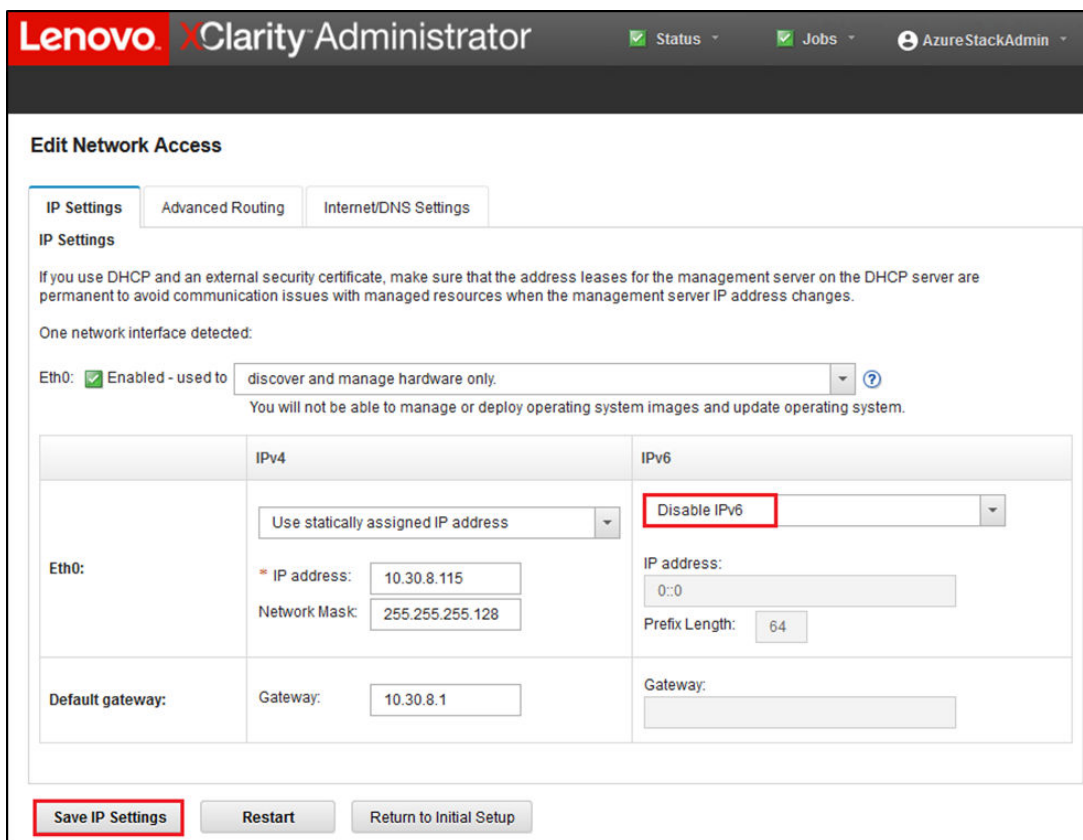 Lenovo. XClarity Administrator
Status
Jobs
AzureStackAdmin
Edit Network Access
IP Settings
Advanced Routing
Internet/DNS Settings
IP Settings
If you use DHCP and an external security certificate, make sure that the address leases for the management server on the DHCP server are
permanent to avoid communication issues with managed resources when the management server IP address changes.
One network interface detected:
Eth0: Enabled - used to discover and manage hardware only. ?
You will not be able to manage or deploy operating system images and update operating system.
IPv4
IPv6
Eth0:
Use statically assigned IP address
* IP address: 10.30.8.115
Network Mask: 255.255.255.128
Disable IPv6
IP address:
0::0
Prefix Length: 64
Default gateway:
Gateway: 10.30.8.1
Gateway:
Save IP Settings
Restart
Return to Initial Setup